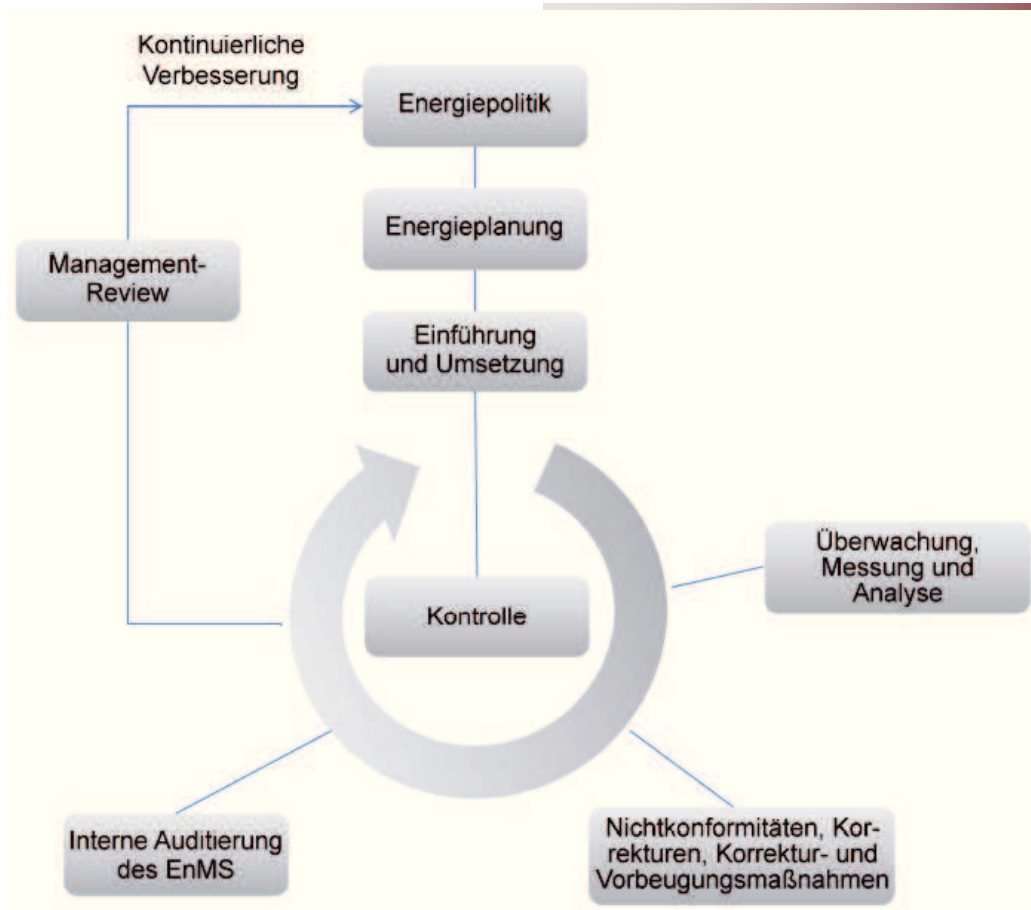 Kontinuierliche
Verbesserung
Energiepolitik
Energieplanung
Management-
Review
Einführung
und Umsetzung
Überwachung,
Messung und
Analyse
Kontrolle
Interne Auditierung
des EnMS
Nichtkonformitäten, Kor-
rekturen, Korrektur- und
Vorbeugungsmaßnahmen